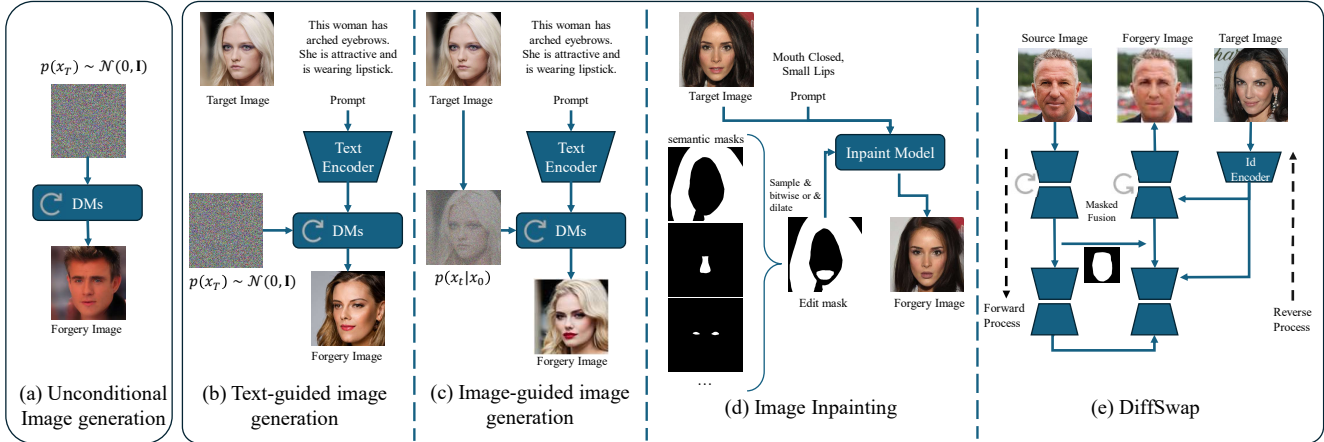 p(x_T) ~ 𝒩(0, I)
DMs
Forgery Image
(a) Unconditional
Image generation
Target Image
This woman has
arched eyebrows.
She is attractive and
is wearing lipstick.
Prompt
Text
Encoder
DMs
p(x_T) ~ 𝒩(0, I)
Forgery Image
(b) Text-guided image
generation
Target Image
This woman has
arched eyebrows.
She is attractive and
is wearing lipstick.
Prompt
Text
Encoder
DMs
p(x_t|x_0)
Forgery Image
(c) Image-guided image
generation
Target Image
Mouth Closed,
Small Lips
Prompt
semantic masks
Inpaint Model
Sample &
bitwise or &
dilate
Edit mask
Forgery Image
...
(d) Image Inpainting
Source Image
Forgery Image
Target Image
Id
Encoder
Masked
Fusion
Forward
Process
Reverse
Process
(e) DiffSwap